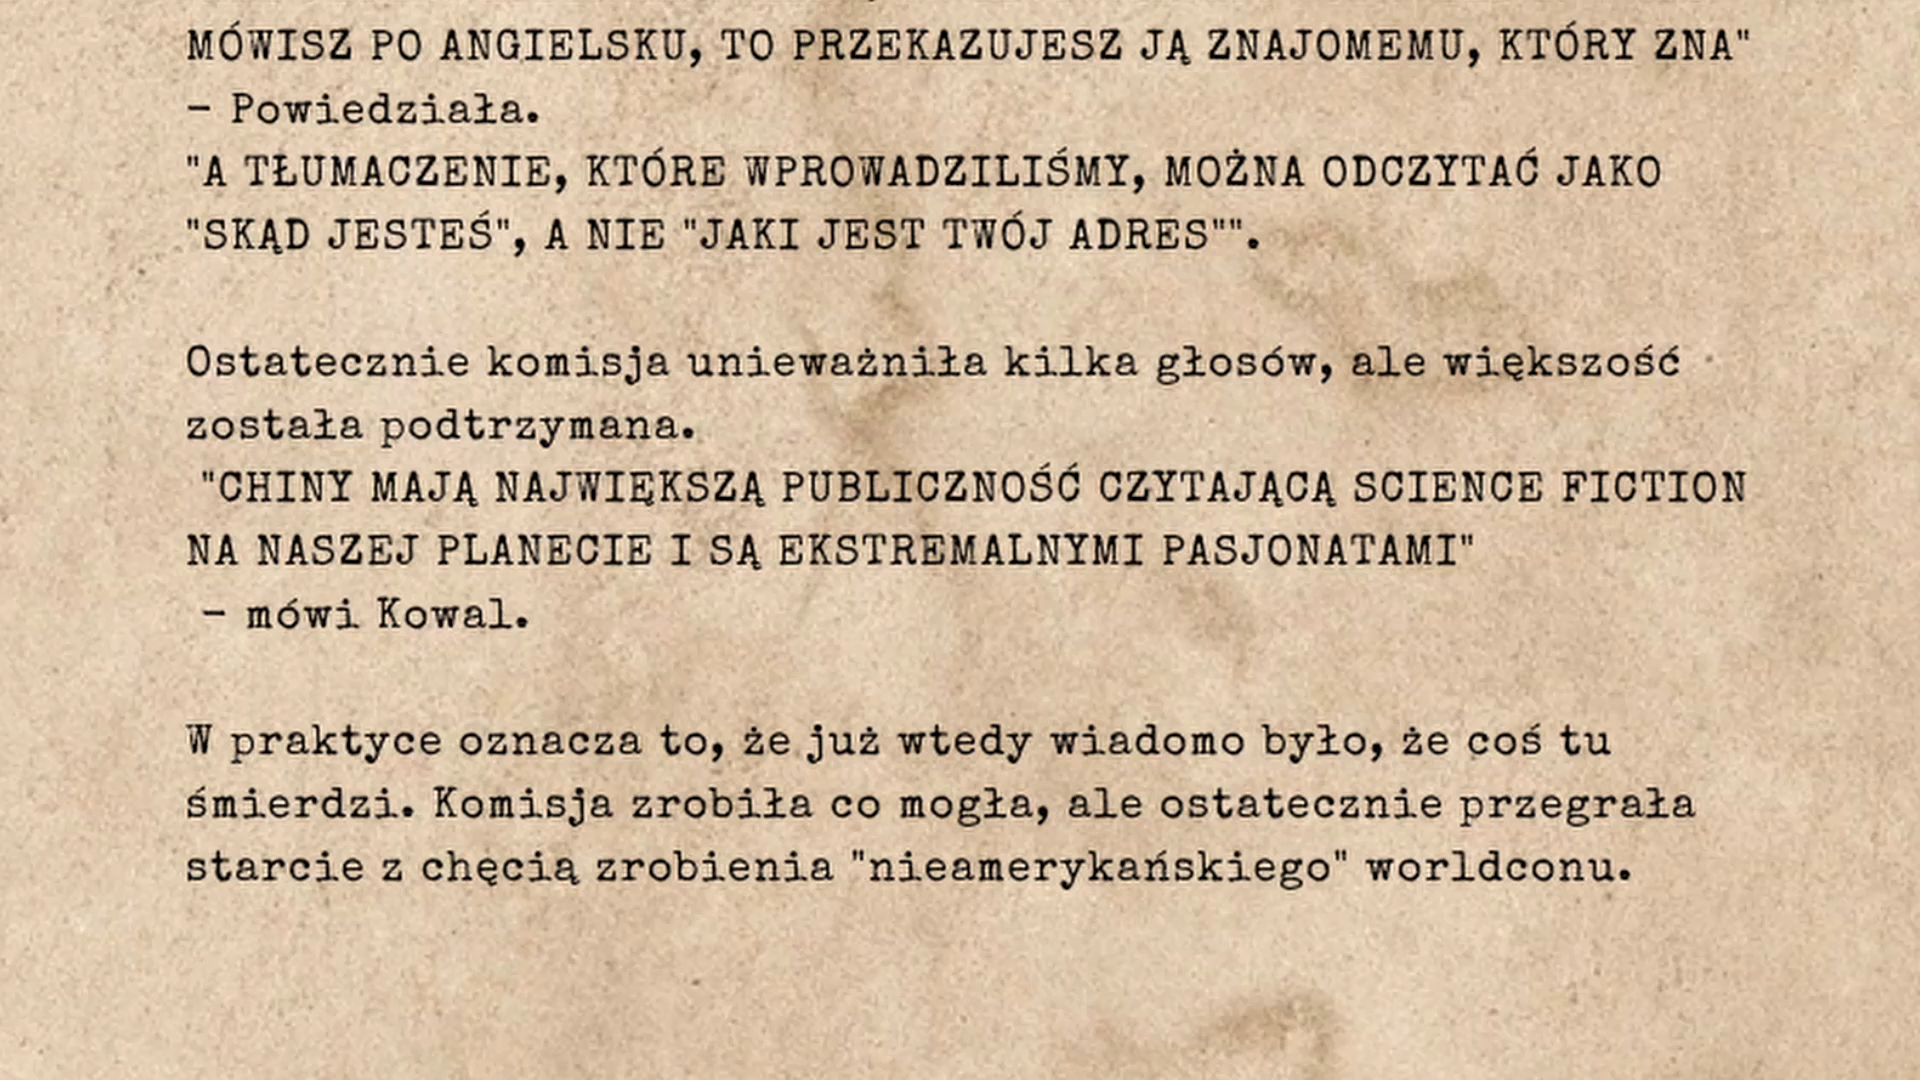 MÓWISZ PO ANGIELSKU, TO PRZEKAZUJESZ JĄ ZNAJOMEMU, KTÓRY ZNA"
– Powiedziała.
"A TŁUMACZENIE, KTÓRE WPROWADZILIŚMY, MOŻNA ODCZYTAĆ JAKO
"SKĄD JESTEŚ", A NIE "JAKI JEST TWÓJ ADRES"".
Ostatecznie komisja unieważniła kilka głosów, ale większość
została podtrzymana.
"CHINY MAJĄ NAJWIĘKSZĄ PUBLICZNOŚĆ CZYTAJĄCĄ SCIENCE FICTION
NA NASZEJ PLANECIE I SĄ EKSTREMALNYMI PASJONATAMI"
– mówi Kowal.
W praktyce oznacza to, że już wtedy wiadomo było, że coś tu
śmierdzi. Komisja zrobiła co mogła, ale ostatecznie przegrała
starcie z chęcią zrobienia "nieamerykańskiego" worldconu.